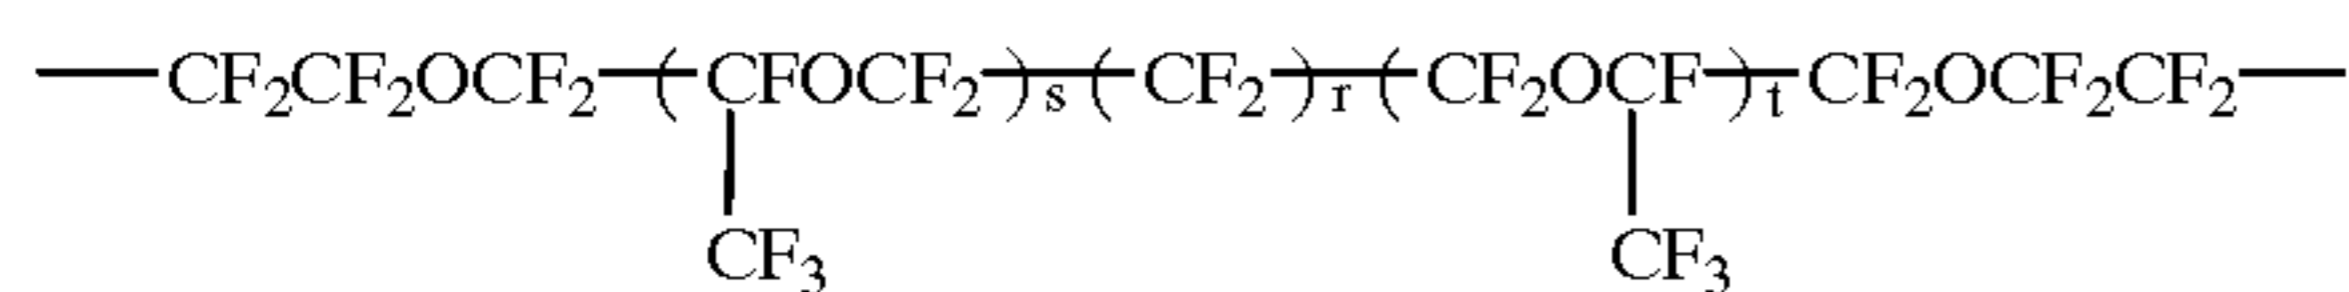 —CF₂CF₂OCF₂—(CFOCF₂)ₛ(CF₂)ᵣ(CF₂OCF)ₜCF₂OCF₂CF₂—
CF₃ CF₃